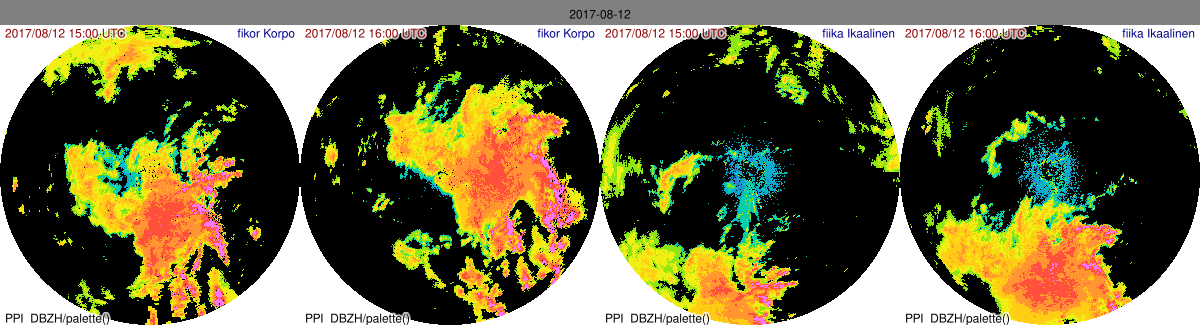 2017-08-12
2017/08/12 15:00 UTC fikor Korpo
2017/08/12 16:00 UTC fikor Korpo
2017/08/12 15:00 UTC fiika Ikaalinen
2017/08/12 16:00 UTC fiika Ikaalinen
PPI DBZH/palette()
PPI DBZH/palette()
PPI DBZH/palette()
PPI DBZH/palette()